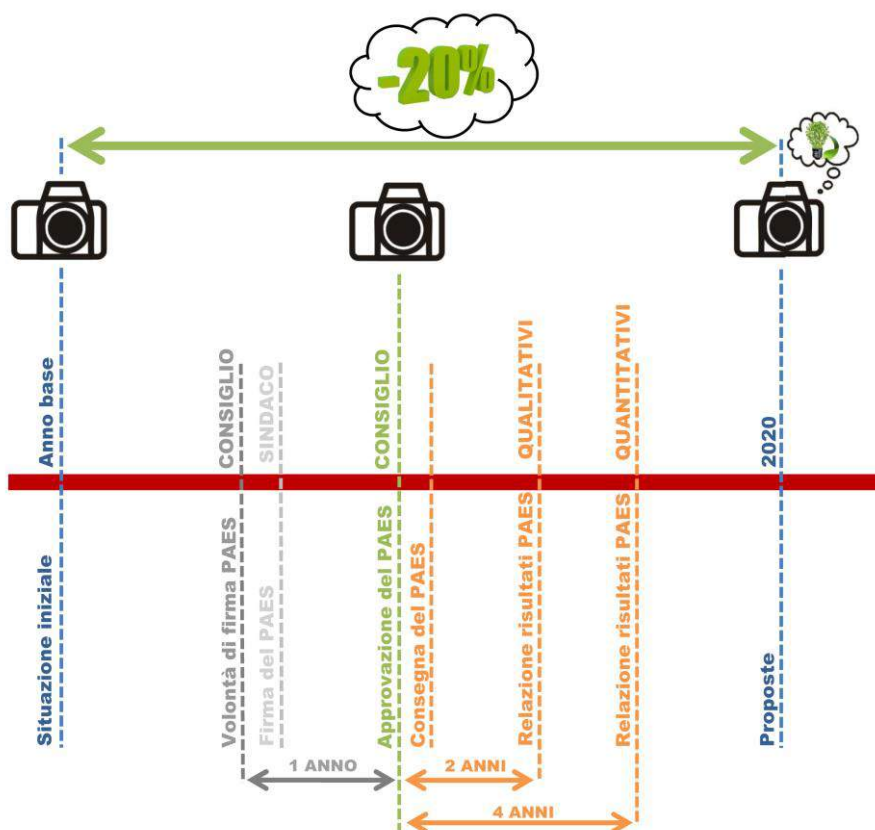 -20%
Anno base
CONSIGLIO
SINDACO
CONSIGLIO
QUALITATIVI
QUANTITATIVI
2020
Situazione iniziale
Volontá di firma PAES
Firma del PAES
Approvazione del PAES
Consegna del PAES
Relazione risultati PAES
Relazione risultati PAES
Proposte
1 ANNO
2 ANNI
4 ANNI